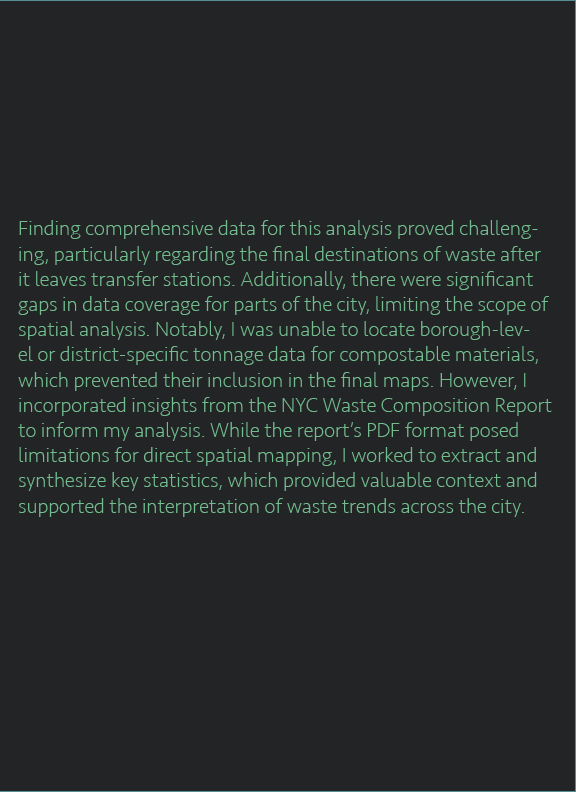 Finding comprehensive data for this analysis proved challeng-
ing, particularly regarding the final destinations of waste after
it leaves transfer stations. Additionally, there were significant
gaps in data coverage for parts of the city, limiting the scope of
spatial analysis. Notably, I was unable to locate borough-lev-
el or district-specific tonnage data for compostable materials,
which prevented their inclusion in the final maps. However, I
incorporated insights from the NYC Waste Composition Report
to inform my analysis. While the report’s PDF format posed
limitations for direct spatial mapping, I worked to extract and
synthesize key statistics, which provided valuable context and
supported the interpretation of waste trends across the city.